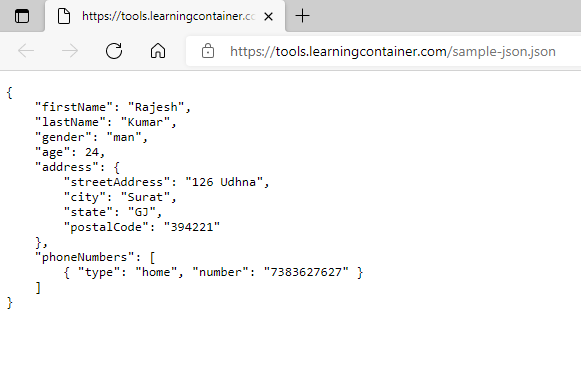 https://tools.learningcontainer.cc
https://tools.learningcontainer.com/sample-json.json
{
    "firstName": "Rajesh",
    "lastName": "Kumar",
    "gender": "man",
    "age": 24,
    "address": {
        "streetAddress": "126 Udhna",
        "city": "Surat",
        "state": "GJ",
        "postalCode": "394221"
    },
    "phoneNumbers": [
        { "type": "home", "number": "7383627627" }
    ]
}